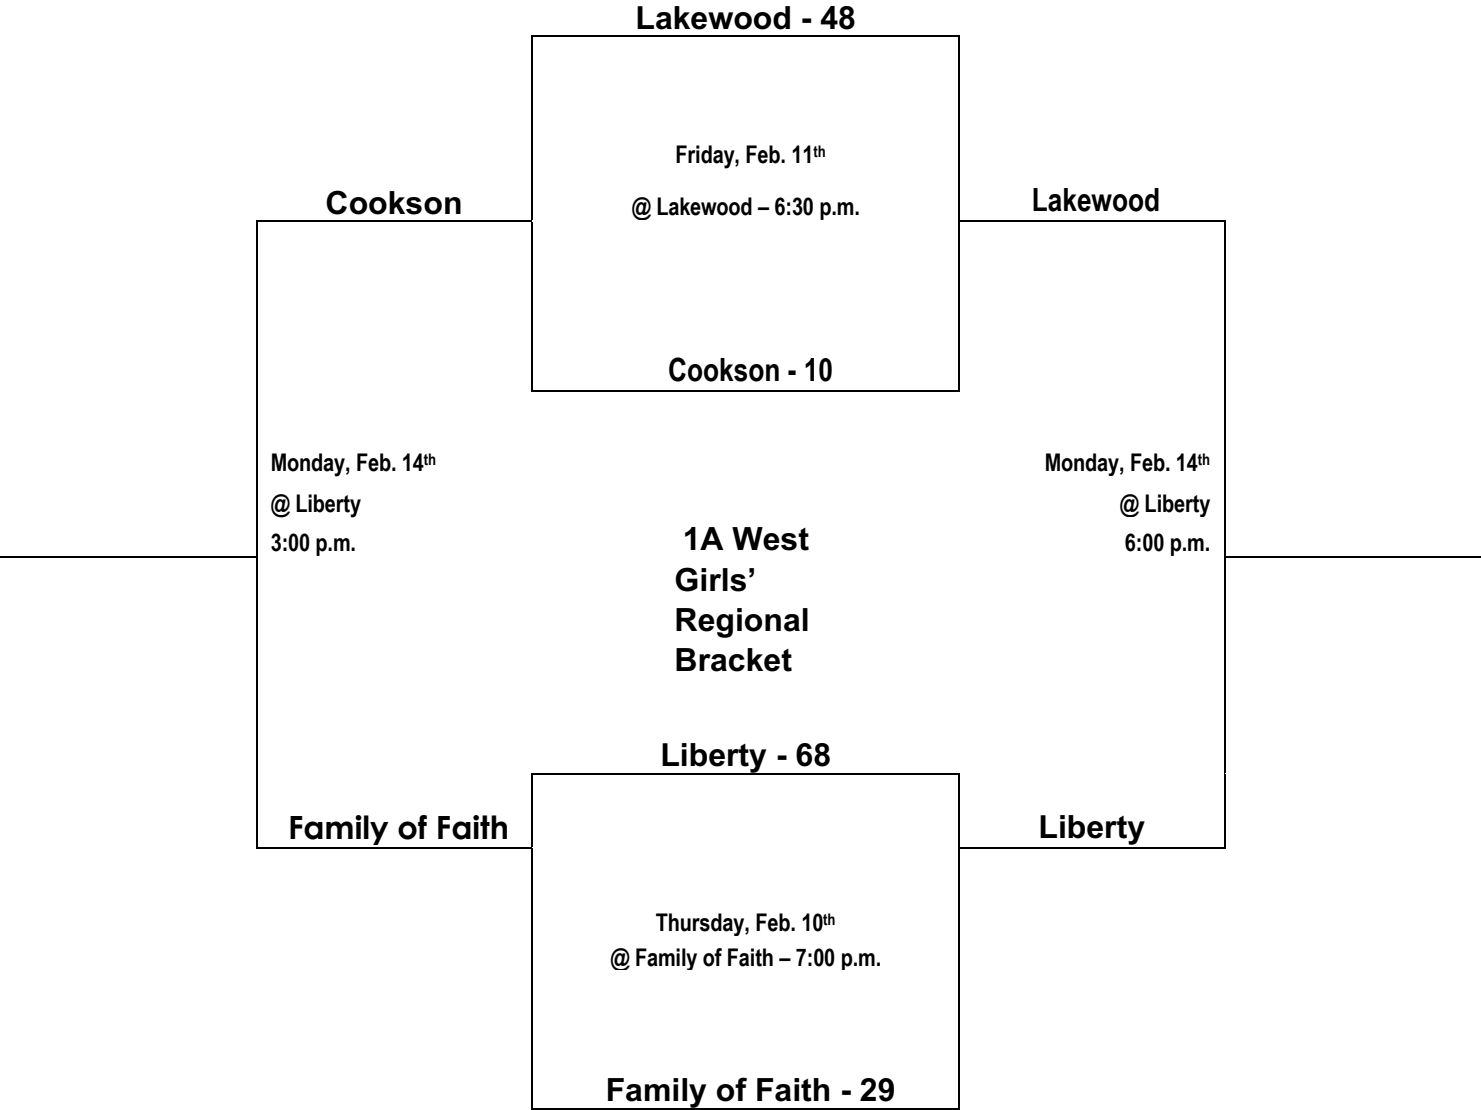 Lakewood - 48
Friday, Feb. 11th
Cookson
@ Lakewood – 6:30 p.m.
Lakewood
Cookson - 10
Monday, Feb. 14th
@ Liberty
3:00 p.m.
Monday, Feb. 14th
@ Liberty
6:00 p.m.
1A West
Girls’
Regional
Bracket
Liberty - 68
Family of Faith
Liberty
Thursday, Feb. 10th
@ Family of Faith – 7:00 p.m.
Family of Faith - 29